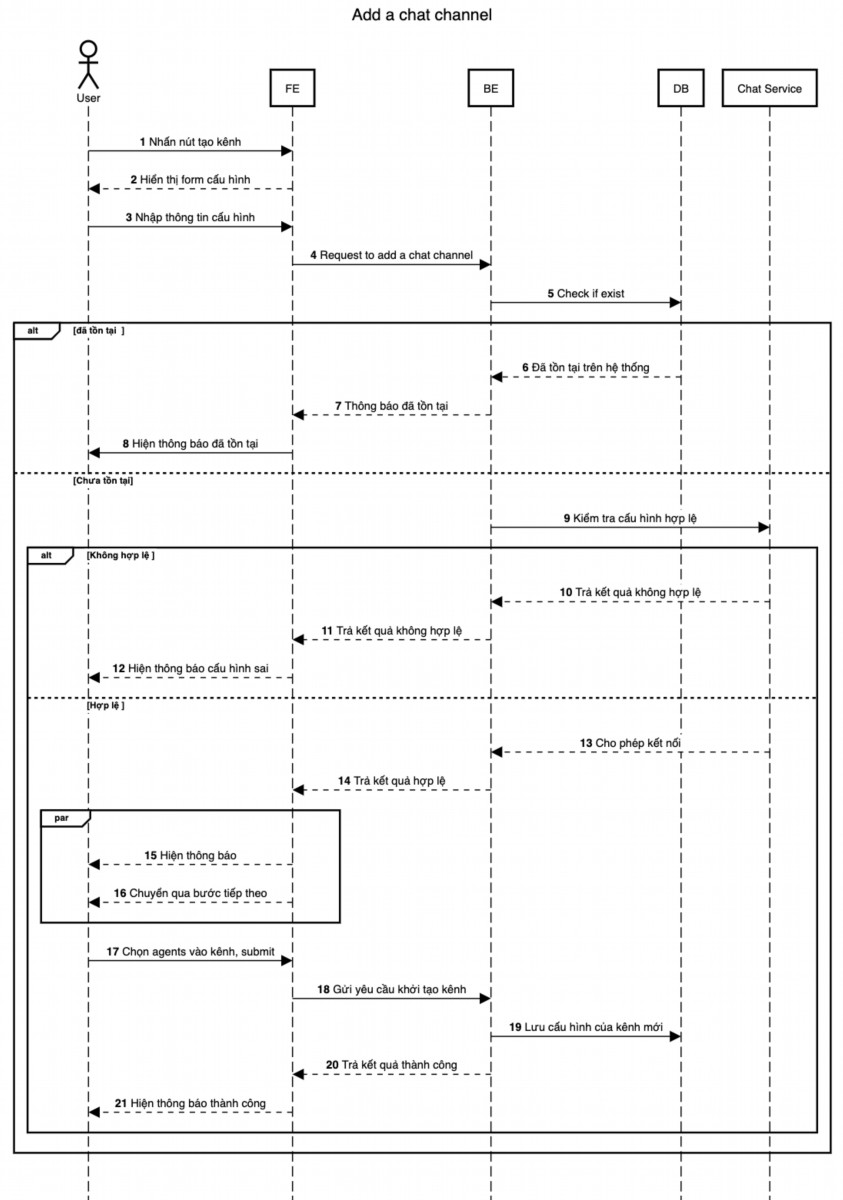 Add a chat channel
User
FE
BE
DB
Chat Service
1 Nhấn nút tạo kênh
2 Hiển thị form cấu hình
3 Nhập thông tin cấu hình
4 Request to add a chat channel
5 Check if exist
alt
[đã tồn tại ]
6 Đã tồn tại trên hệ thống
7 Thông báo đã tồn tại
8 Hiện thông báo đã tồn tại
[Chưa tồn tại]
9 Kiểm tra cấu hình hợp lệ
alt
[Không hợp lệ ]
10 Trả kết quả không hợp lệ
11 Trả kết quả không hợp lệ
12 Hiện thông báo cấu hình sai
[Hợp lệ ]
13 Cho phép kết nối
14 Trả kết quả hợp lệ
par
15 Hiện thông báo
16 Chuyển qua bước tiếp theo
17 Chọn agents vào kênh, submit
18 Gửi yêu cầu khởi tạo kênh
19 Lưu cấu hình của kênh mới
20 Trả kết quả thành công
21 Hiện thông báo thành công